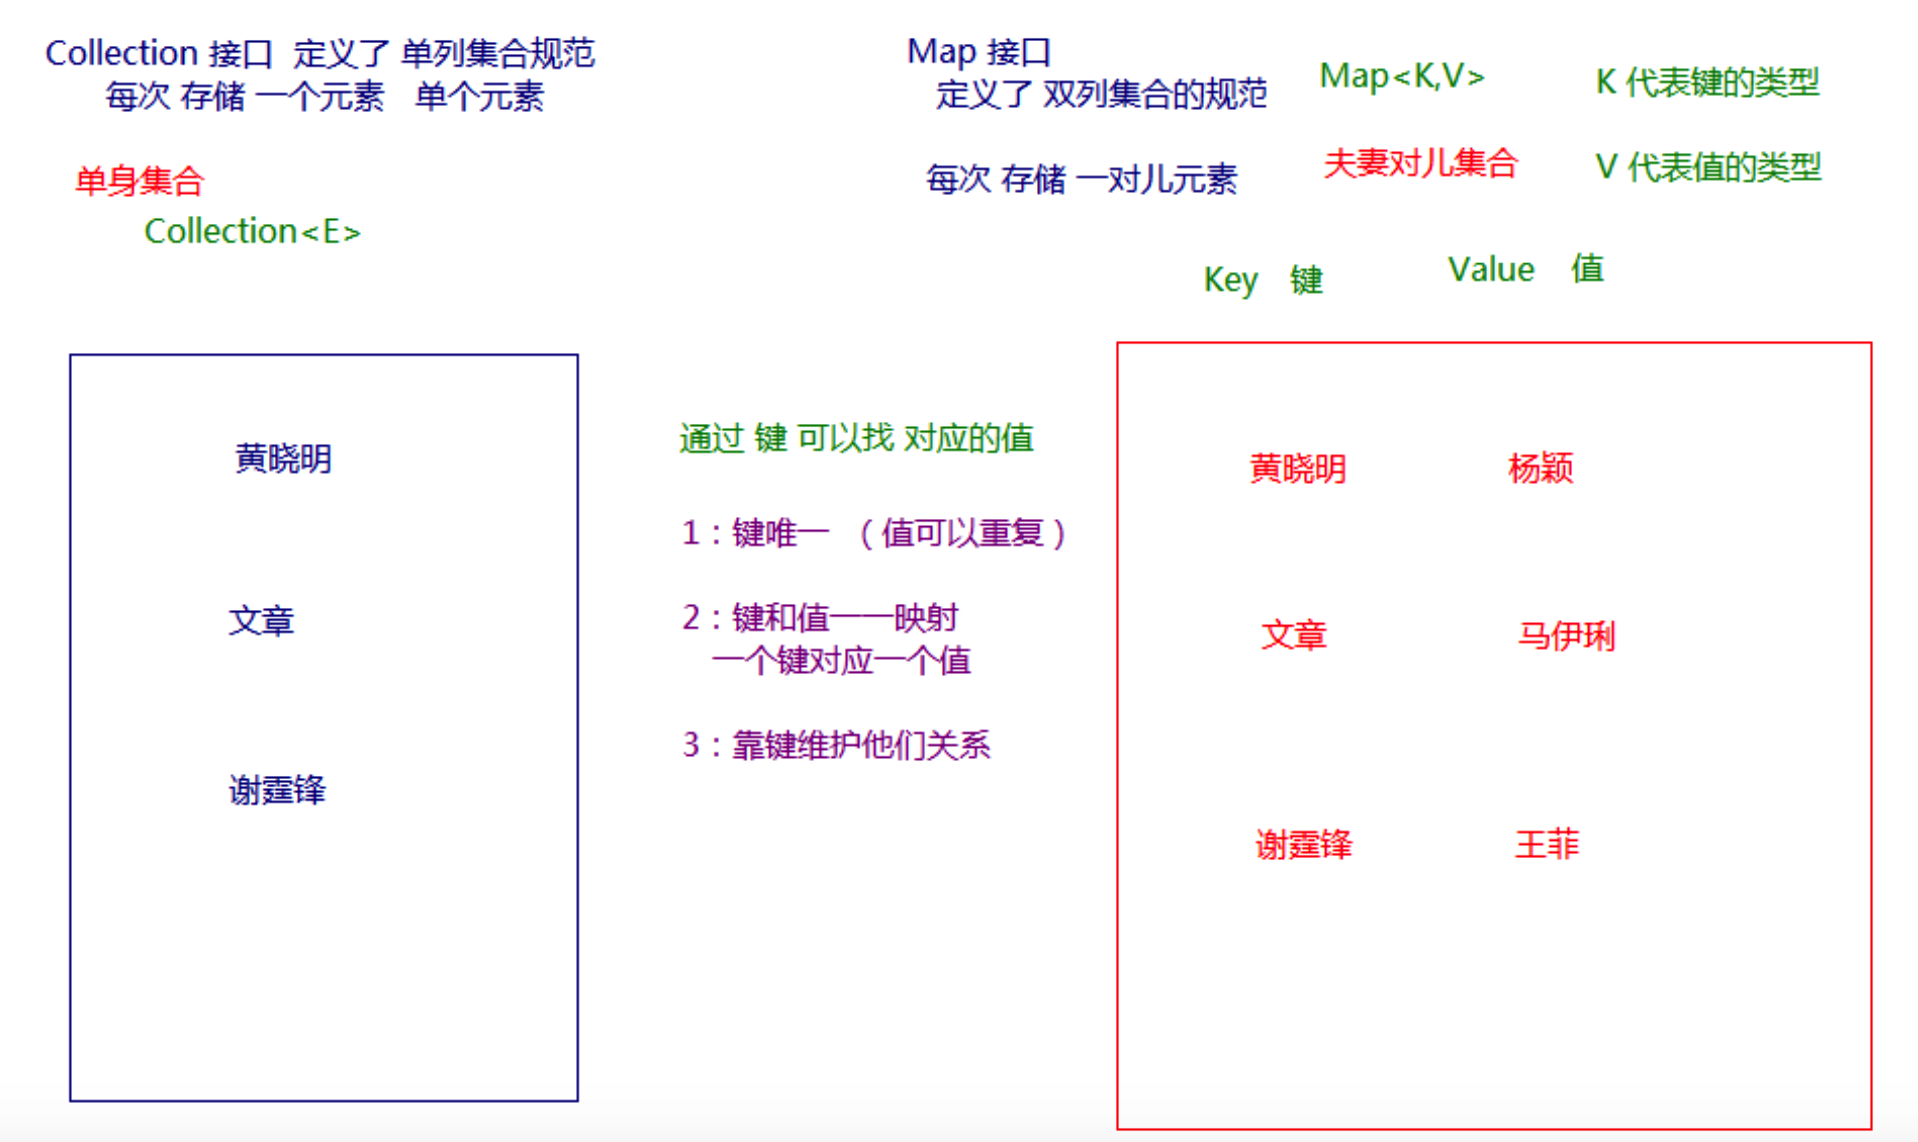 Collection 接口 定义了 单列集合规范
每次 存储 一个元素 单个元素
单身集合
Collection<E>
黄晓明
文章
谢霆锋
通过 键 可以找 对应的值
1：键唯一 （值可以重复）
2：键和值一一映射
一个键对应一个值
3：靠键维护他们关系
Map 接口
定义了 双列集合的规范
每次 存储 一对儿元素
Map<K,V>
夫妻对儿集合
K 代表键的类型
V 代表值的类型
Key 键
Value 值
黄晓明 杨颖
文章 马伊琍
谢霆锋 王菲